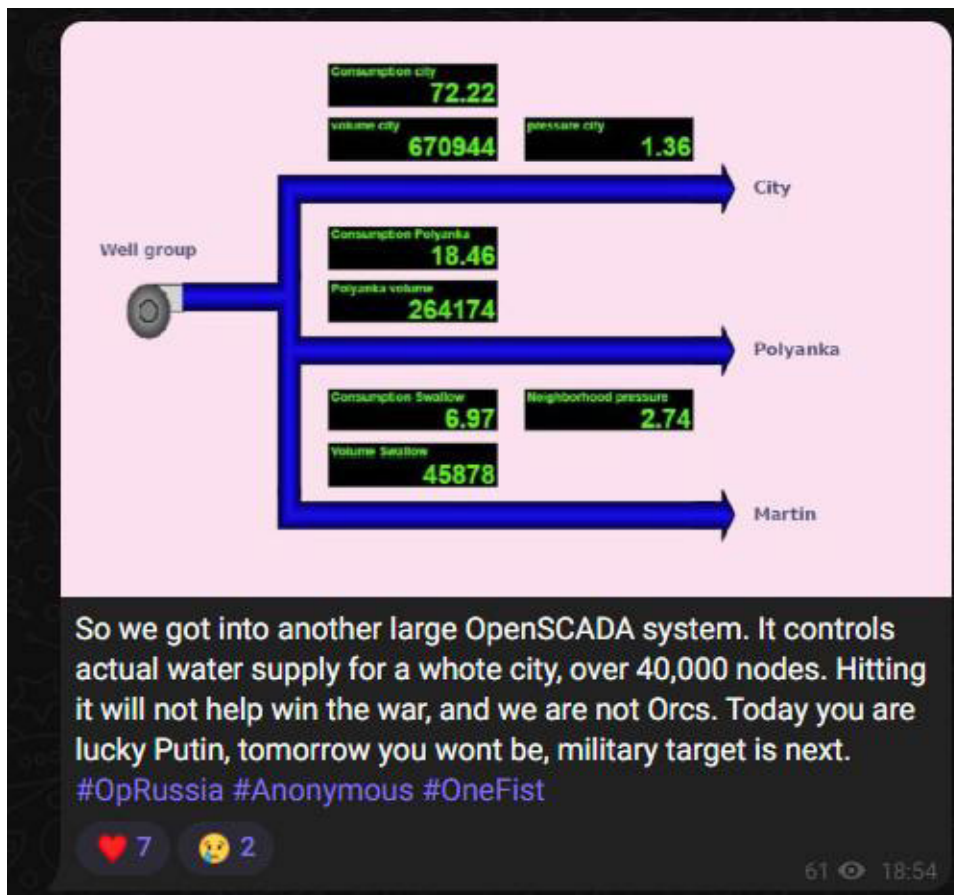 Consumption city
72.22
volume city
670944
pressure city
1.36
City
Well group
Consumption Polyanka
18.46
Polyanka volume
264174
Polyanka
Consumption Swallow
6.97
Neighborhood pressure
2.74
Volume Swallow
45878
Martin
So we got into another large OpenSCADA system. It controls
actual water supply for a whole city, over 40,000 nodes. Hitting
it will not help win the war, and we are not Orcs. Today you are
lucky Putin, tomorrow you wont be, military target is next.
#OpRussia #Anonymous #OneFist
7
2
61
18:54